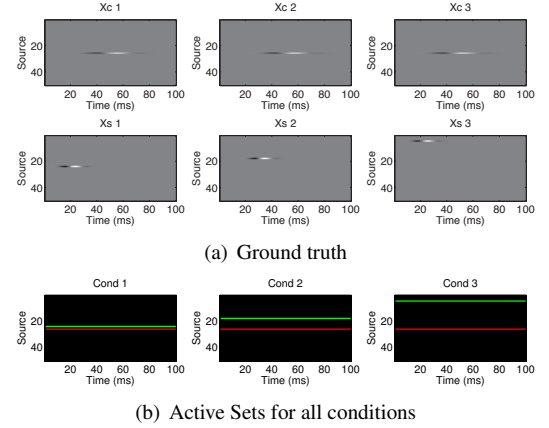 Xc 1 Xc 2 Xc 3
Source 20 40 20 40 60 80 100 Time (ms)
Source 20 40 20 40 60 80 100 Time (ms)
Source 20 40 20 40 60 80 100 Time (ms)
Xs 1 Xs 2 Xs 3
Source 20 40 20 40 60 80 100 Time (ms)
Source 20 40 20 40 60 80 100 Time (ms)
Source 20 40 20 40 60 80 100 Time (ms)
(a) Ground truth
Cond 1 Cond 2 Cond 3
Source 20 40 20 40 60 80 100 Time (ms)
Source 20 40 20 40 60 80 100 Time (ms)
Source 20 40 20 40 60 80 100 Time (ms)
(b) Active Sets for all conditions